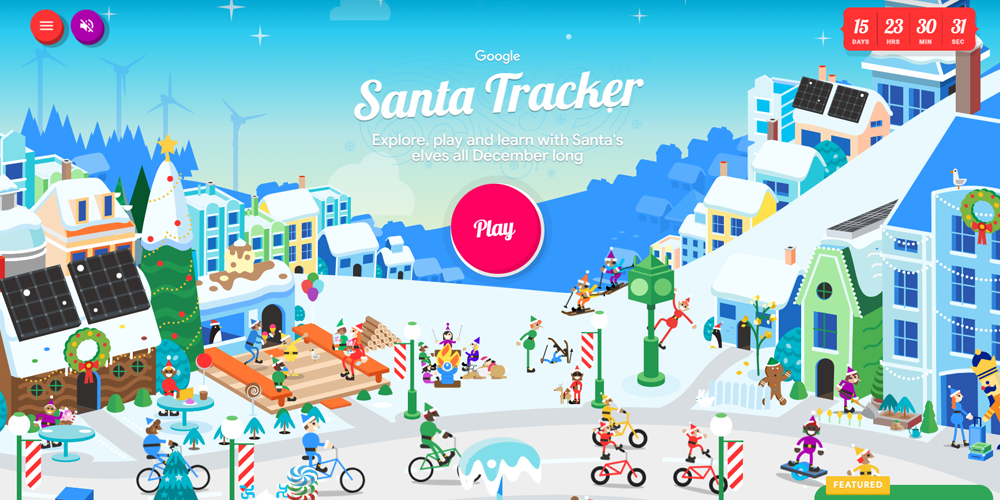 15 23 30 31
DAYS HRS MIN SEC
Google
Santa Tracker
Explore, play and learn with Santa's
elves all December long
Play
FEATURED